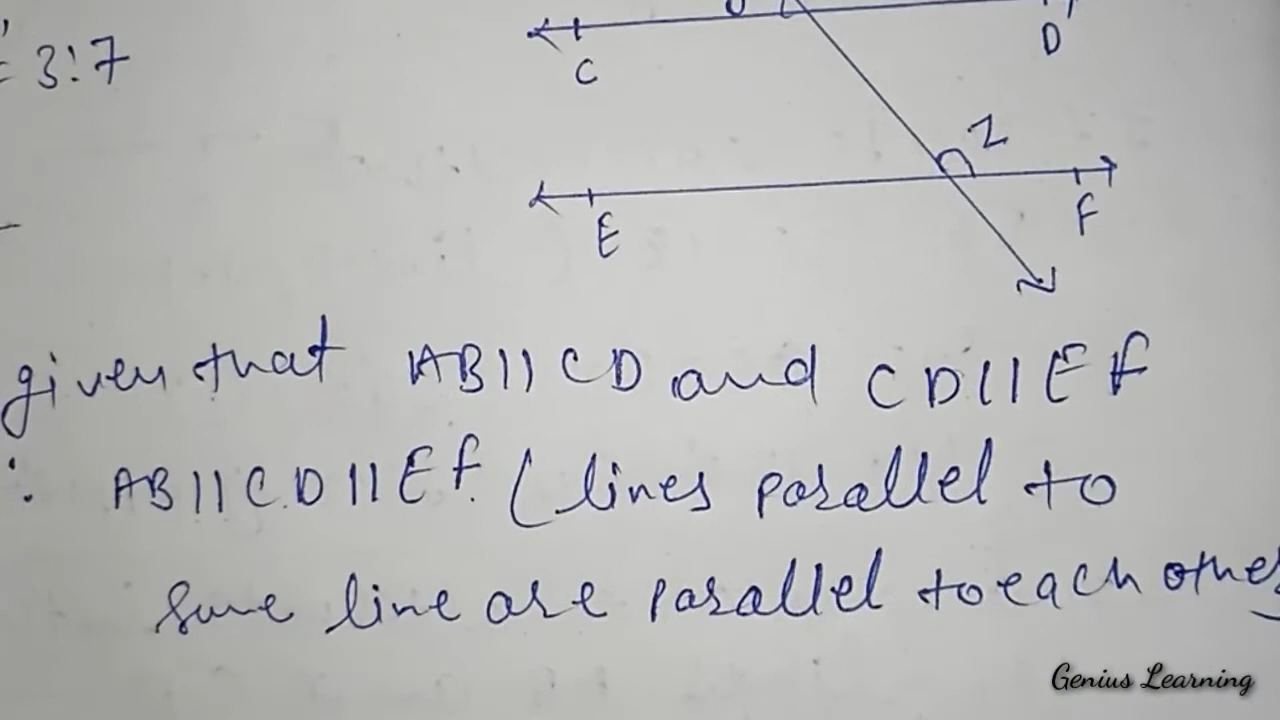 = 3:7
C
D
Z
E
F
given that AB||CD and CD||EF
∴ AB||CD||EF (lines parallel to
same line are parallel to each other
Genius Learning